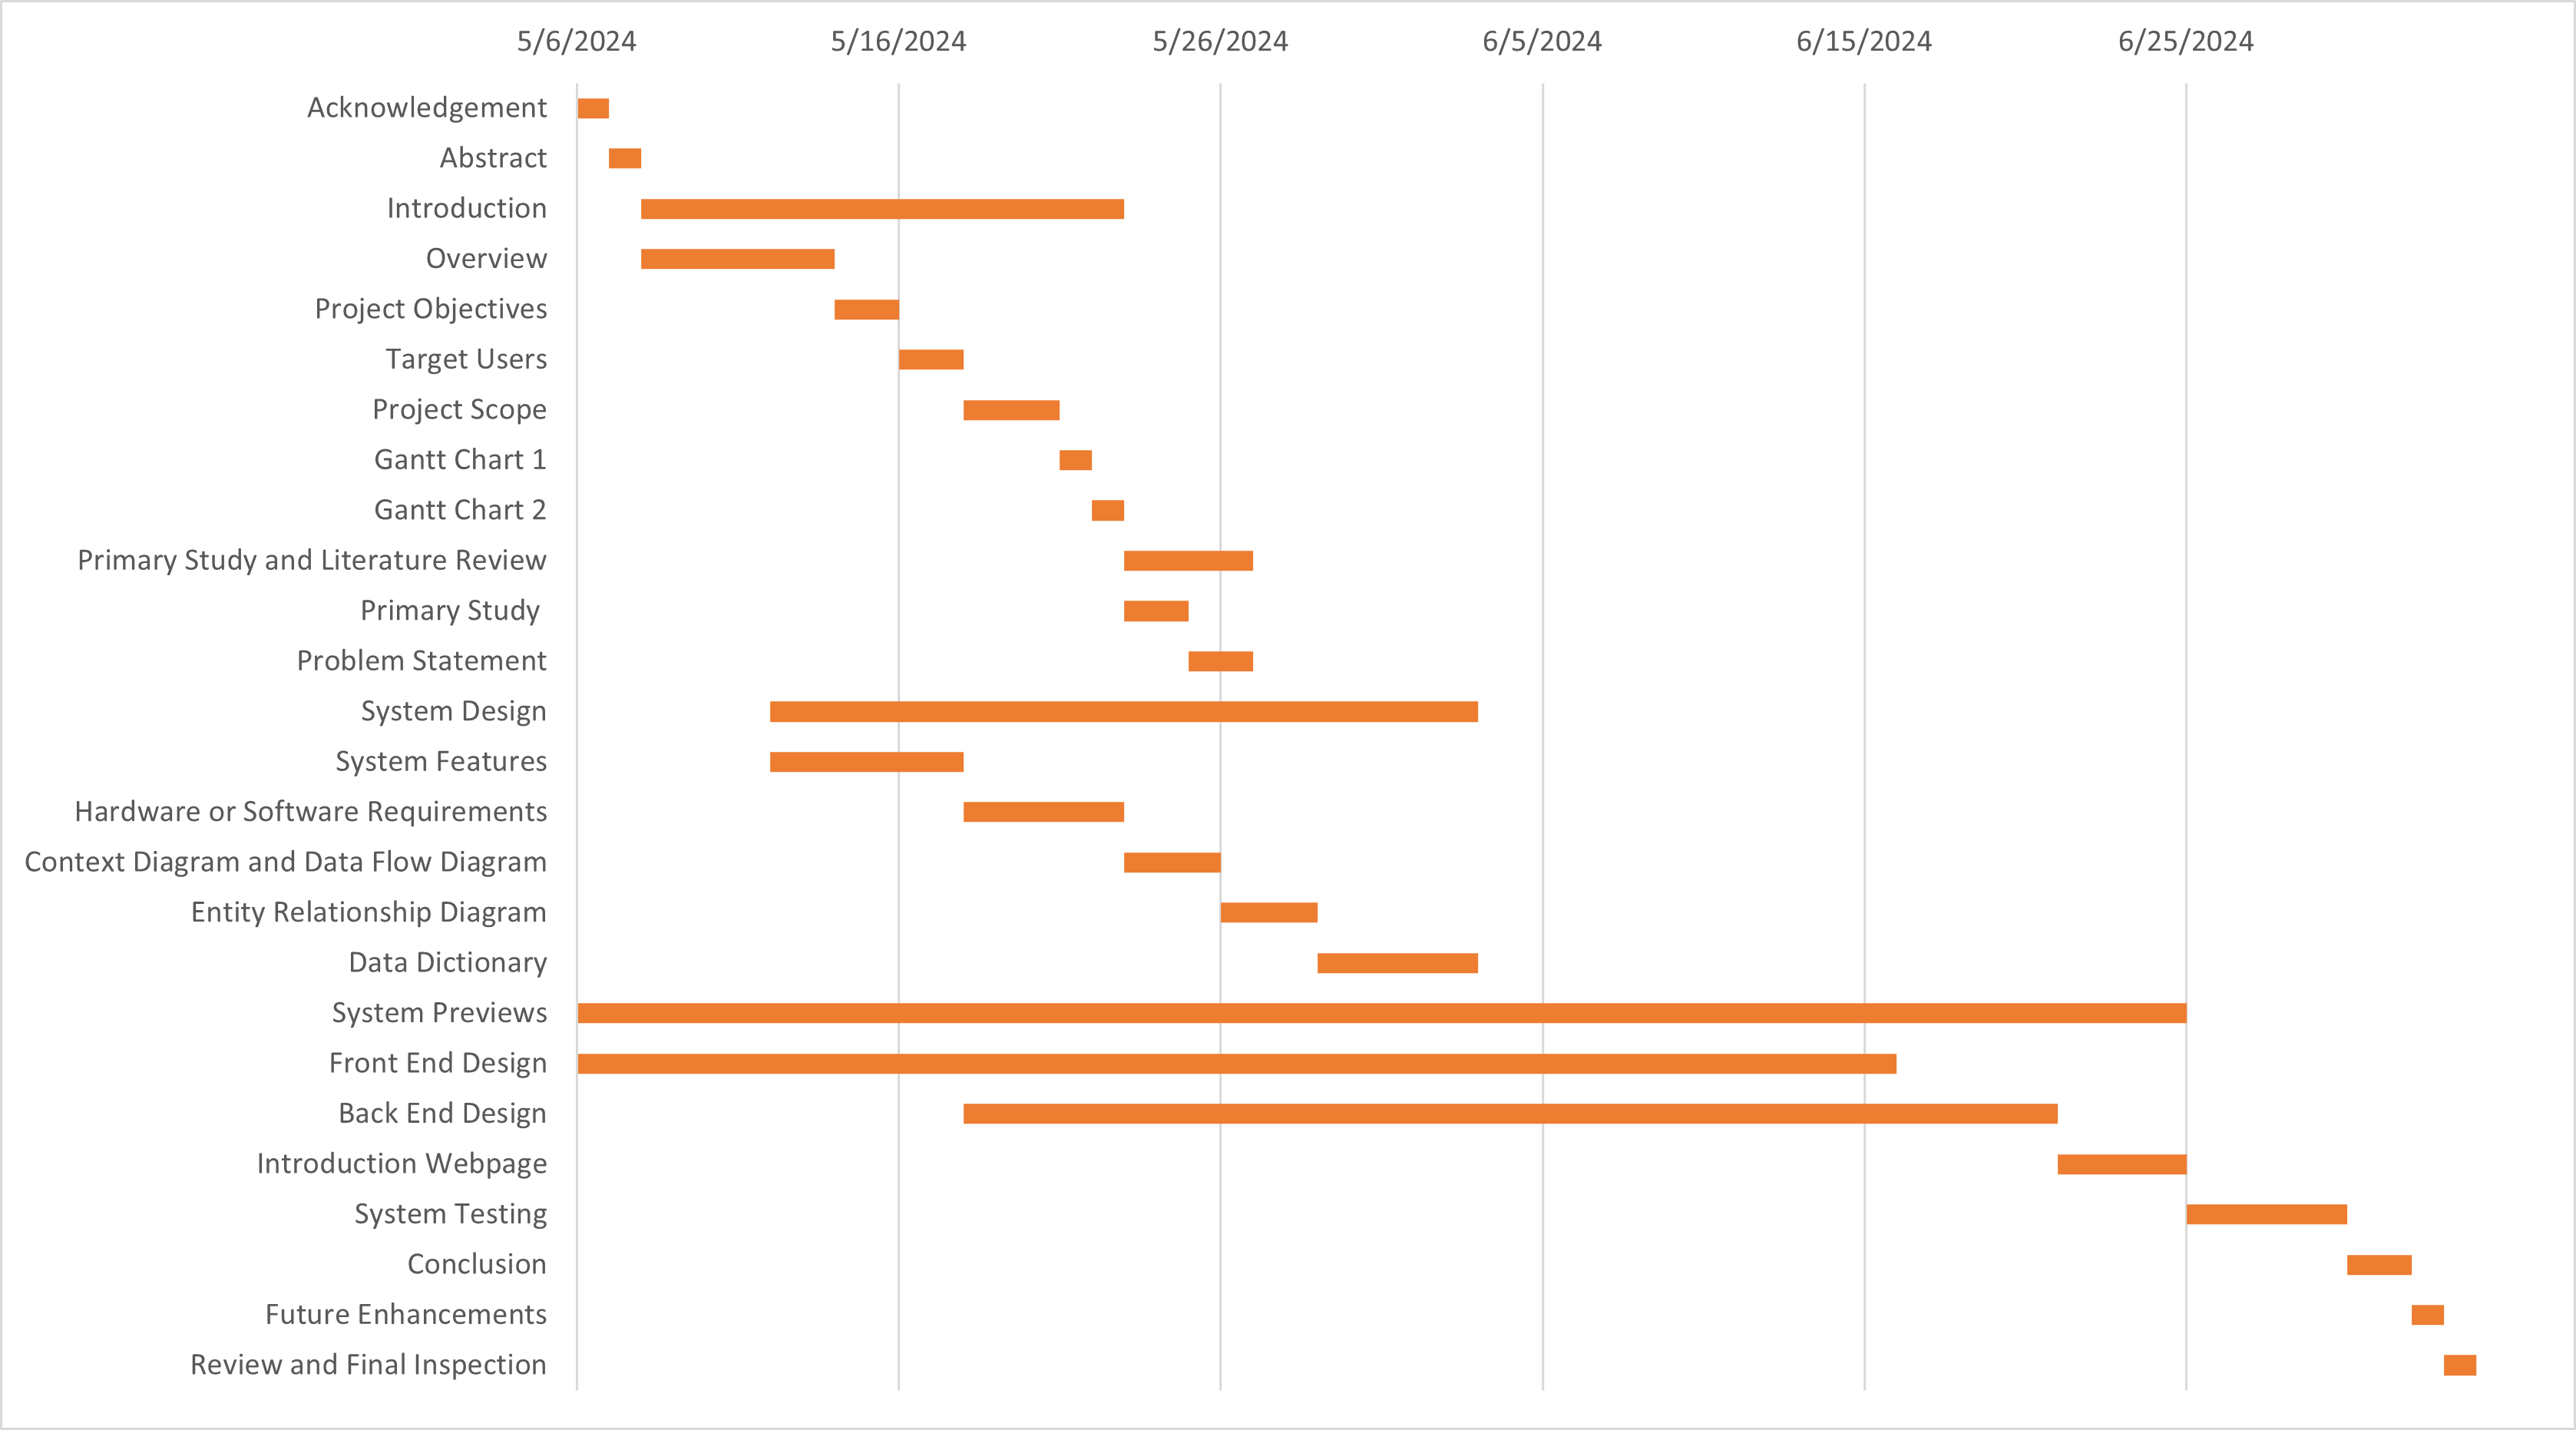 5/6/2024 5/16/2024 5/26/2024 6/5/2024 6/15/2024 6/25/2024
Acknowledgement
Abstract
Introduction
Overview
Project Objectives
Target Users
Project Scope
Gantt Chart 1
Gantt Chart 2
Primary Study and Literature Review
Primary Study
Problem Statement
System Design
System Features
Hardware or Software Requirements
Context Diagram and Data Flow Diagram
Entity Relationship Diagram
Data Dictionary
System Previews
Front End Design
Back End Design
Introduction Webpage
System Testing
Conclusion
Future Enhancements
Review and Final Inspection